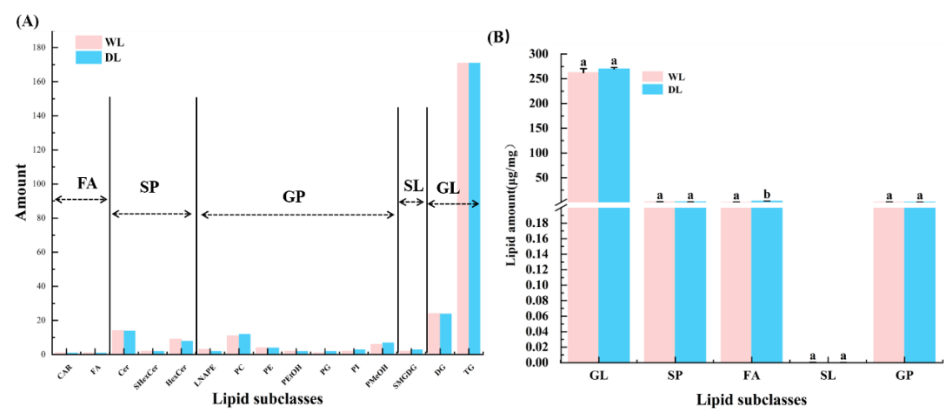 (A)
WL
DL
180
160
140
120
100
80
60
40
20
0
Amount
FA
SP
GP
SL
GL
CAR
FA
Cer
SHexCer
HexCer
LNAPE
PC
PE
PEtOH
PG
PI
PMeOH
SMGDG
DG
TG
Lipid subclasses
(B)
WL
DL
300
250
200
150
100
50
0.18
0.16
0.14
0.12
0.10
0.08
0.06
0.04
0.02
0.00
Lipid amount(μg/mg)
a a
a a
a b
a a
a a
GL SP FA SL GP
Lipid subclasses